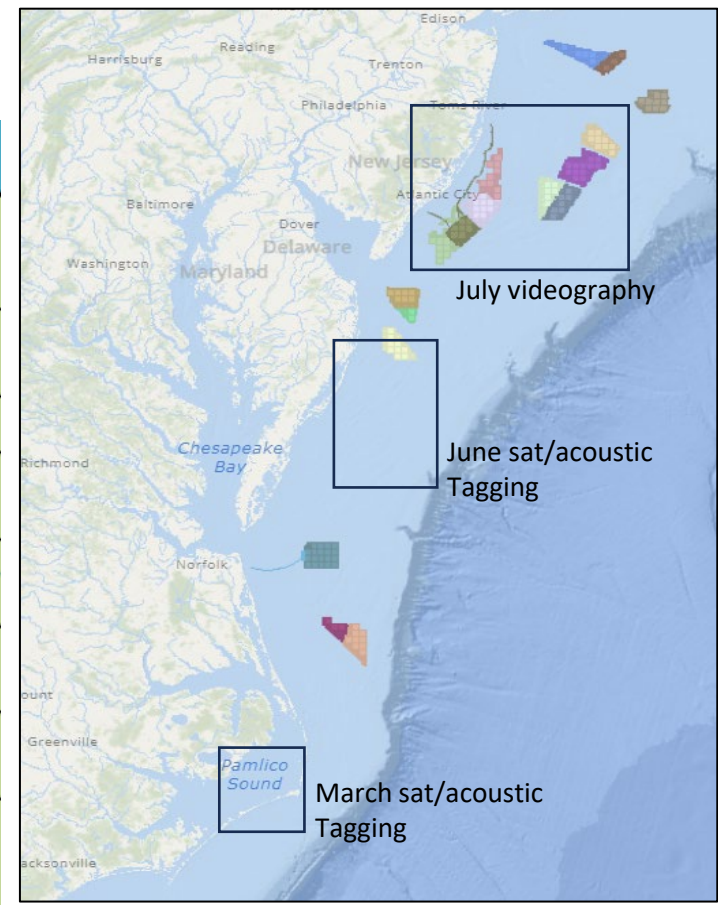 Edison
Harrisburg
Reading
Trenton
Philadelphia
Toms River
New Jersey
Baltimore
Atlantic City
Dover
Washington
Delaware
Maryland
July videography
Chesapeake
Bay
Richmond
June sat/acoustic
Tagging
Norfolk
ount
Greenville
Pamlico
Sound
March sat/acoustic
Tagging
acksonville